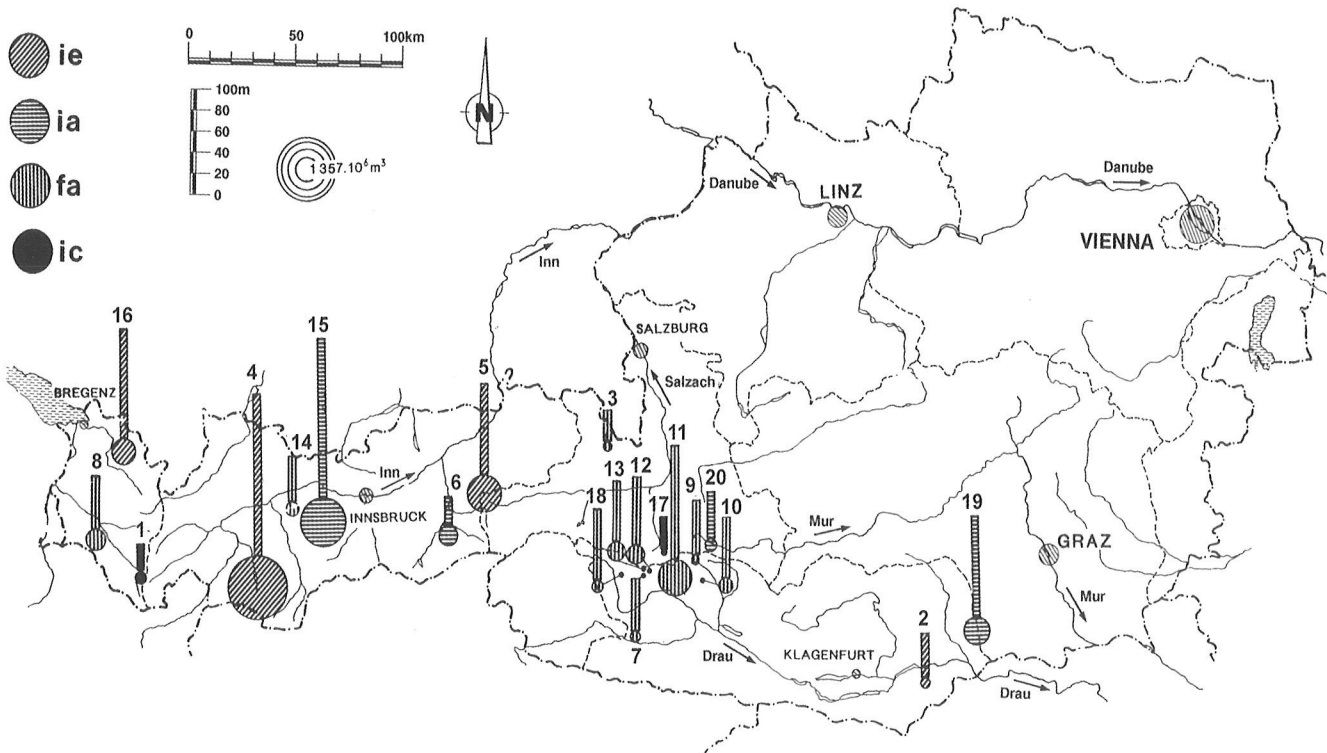 0 50 100km
ie
ia
fa
ic
100m
80
60
40
20
0
1 357.10⁶m³
N
Danube
LINZ
Danube
VIENNA
Inn
SALZBURG
Salzach
16
15
4
5
?
BREGENZ
3
8
14
Inn
11
13
12
6
9
20
1
INNSBRUCK
18
17
10
19
Mur
GRAZ
Mur
7
Drau
KLAGENFURT
2
Drau